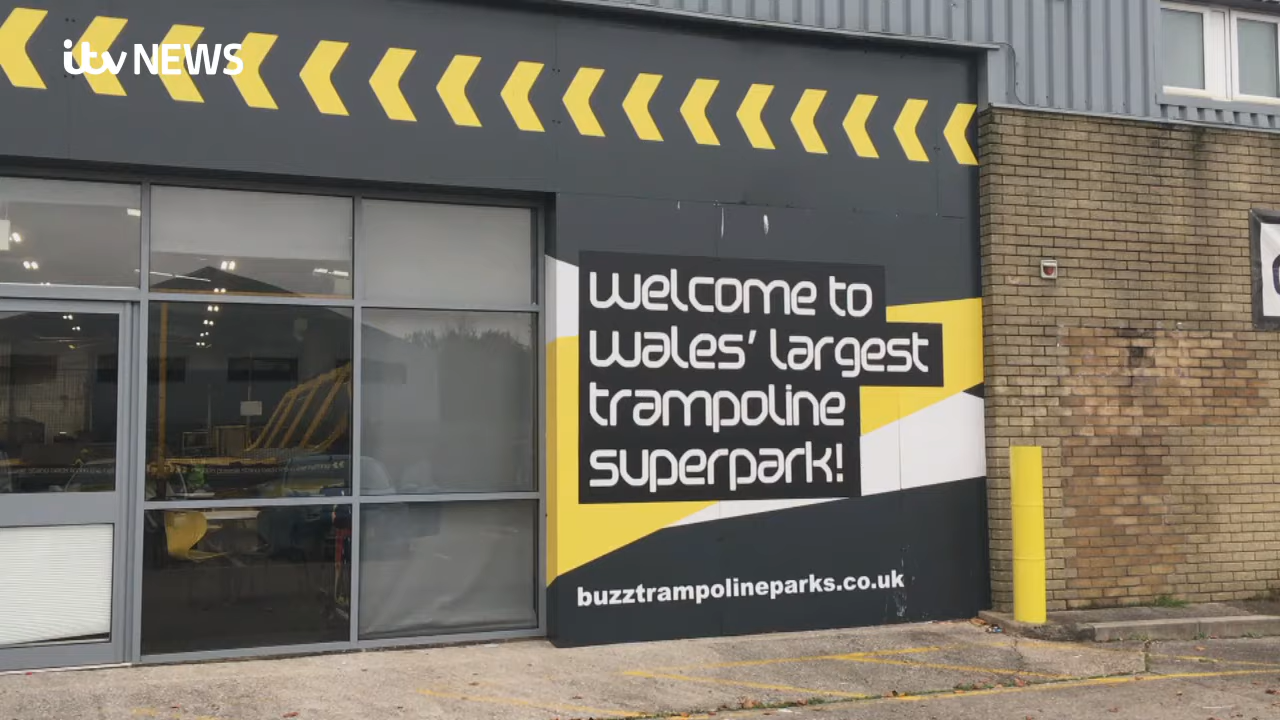 itv NEWS
welcome to
wales' largest
trampoline
superpark!
buzztrampolineparks.co.uk